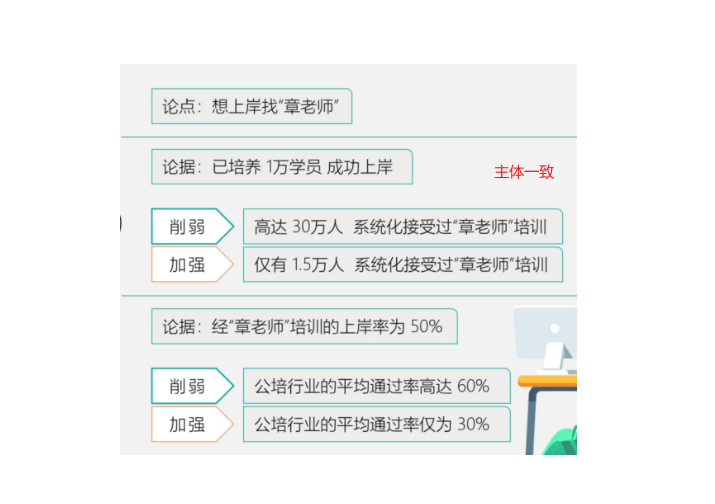 论点：想上岸找“章老师”
论据：已培养 1万学员 成功上岸
主体一致
削弱 高达 30万人 系统化接受过“章老师”培训
加强 仅有 1.5万人 系统化接受过“章老师”培训
论据：经“章老师”培训的上岸率为 50%
削弱 公培行业的平均通过率高达 60%
加强 公培行业的平均通过率仅为 30%